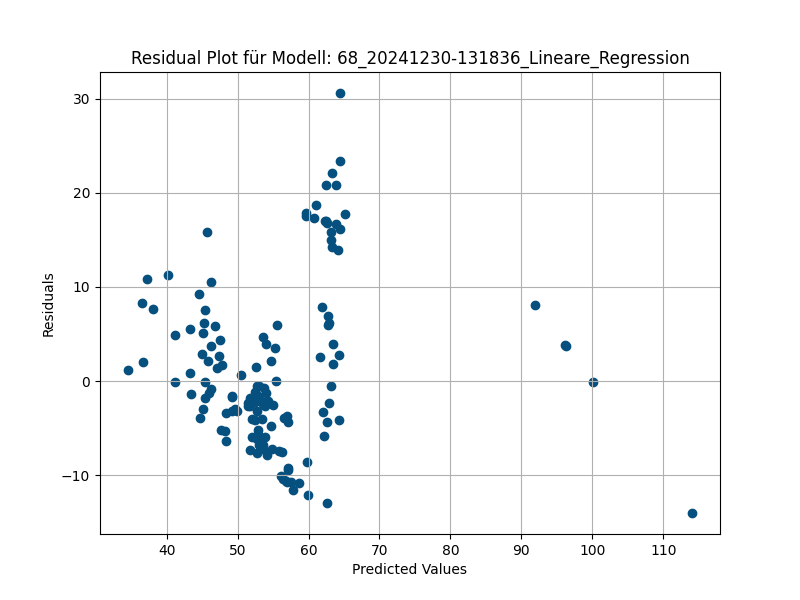 Residual Plot für Modell: 68_20241230-131836_Lineare_Regression
30
20
10
0
−10
Residuals
40 50 60 70 80 90 100 110
Predicted Values